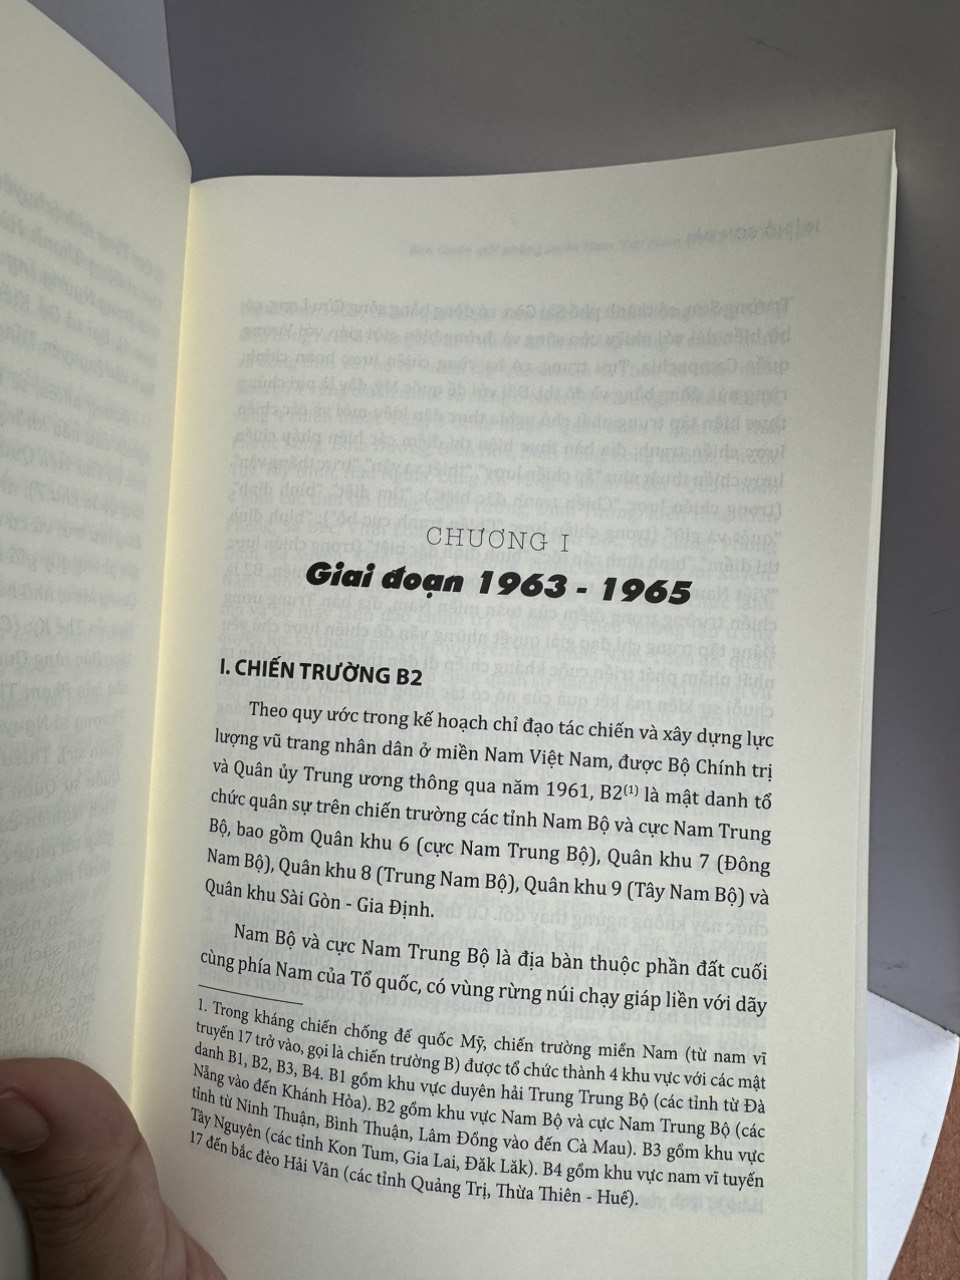 CHƯƠNG I
Giai đoạn 1963 - 1965
I. CHIẾN TRƯỜNG B2
Theo quy ước trong kế hoạch chỉ đạo tác chiến và xây dựng lực
lượng vũ trang nhân dân ở miền Nam Việt Nam, được Bộ Chính trị
và Quân ủy Trung ương thông qua năm 1961, B2(1) là mật danh tổ
chức quân sự trên chiến trường các tỉnh Nam Bộ và cực Nam Trung
Bộ, bao gồm Quân khu 6 (cực Nam Trung Bộ), Quân khu 7 (Đông
Nam Bộ), Quân khu 8 (Trung Nam Bộ), Quân khu 9 (Tây Nam Bộ) và
Quân khu Sài Gòn - Gia Định.
Nam Bộ và cực Nam Trung Bộ là địa bàn thuộc phần đất cuối
cùng phía Nam của Tổ quốc, có vùng rừng núi chạy giáp liền với dãy
1. Trong kháng chiến chống đế quốc Mỹ, chiến trường miền Nam (từ nam vĩ
truyến 17 trở vào, gọi là chiến trường B) được tổ chức thành 4 khu vực với các mật
danh B1, B2, B3, B4. B1 gồm khu vực duyên hải Trung Trung Bộ (các tỉnh từ Đà
Nẵng vào đến Khánh Hòa). B2 gồm khu vực Nam Bộ và cực Nam Trung Bộ (các
tỉnh từ Ninh Thuận, Bình Thuận, Lâm Đồng vào đến Cà Mau). B3 gồm khu vực
Tây Nguyên (các tỉnh Kon Tum, Gia Lai, Đăk Lăk). B4 gồm khu vực nam vĩ tuyến
17 đến bắc đèo Hải Vân (các tỉnh Quảng Trị, Thừa Thiên - Huế).